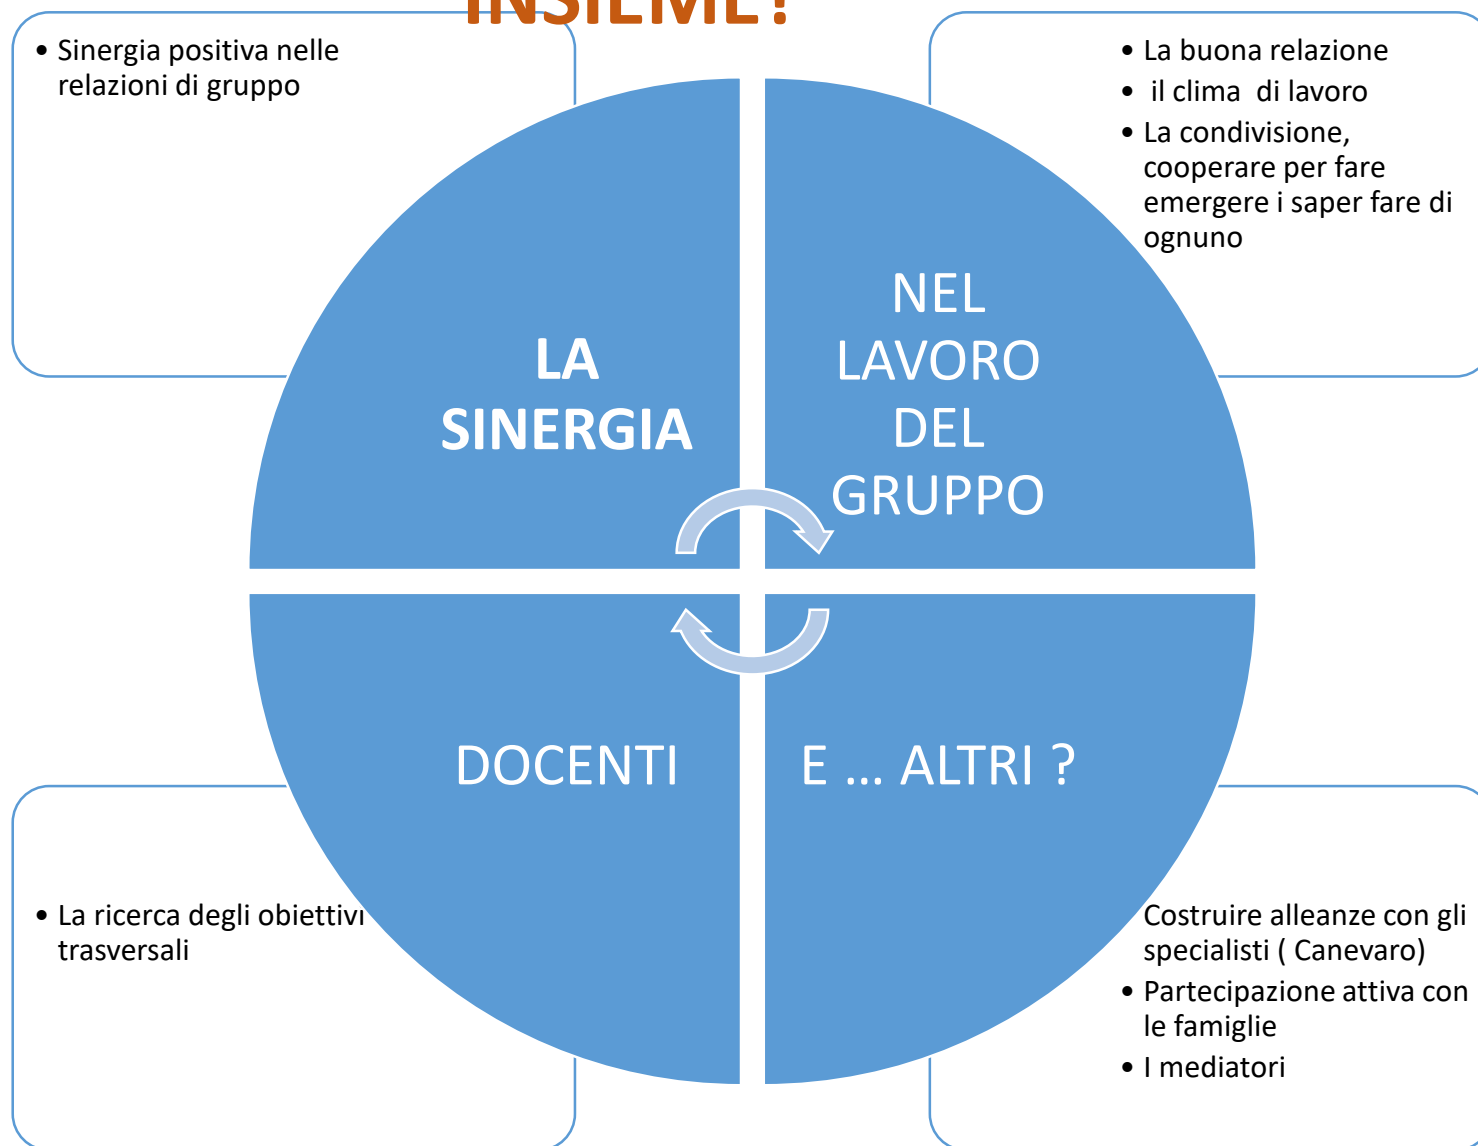 INSIEME?
• Sinergia positiva nelle
relazioni di gruppo
• La buona relazione
• il clima di lavoro
• La condivisione,
cooperare per fare
emergere i saper fare di
ognuno
LA
SINERGIA
NEL
LAVORO
DEL
GRUPPO
DOCENTI
E ... ALTRI ?
• La ricerca degli obiettivi
trasversali
Costruire alleanze con gli
specialisti ( Canevaro)
• Partecipazione attiva con
le famiglie
• I mediatori